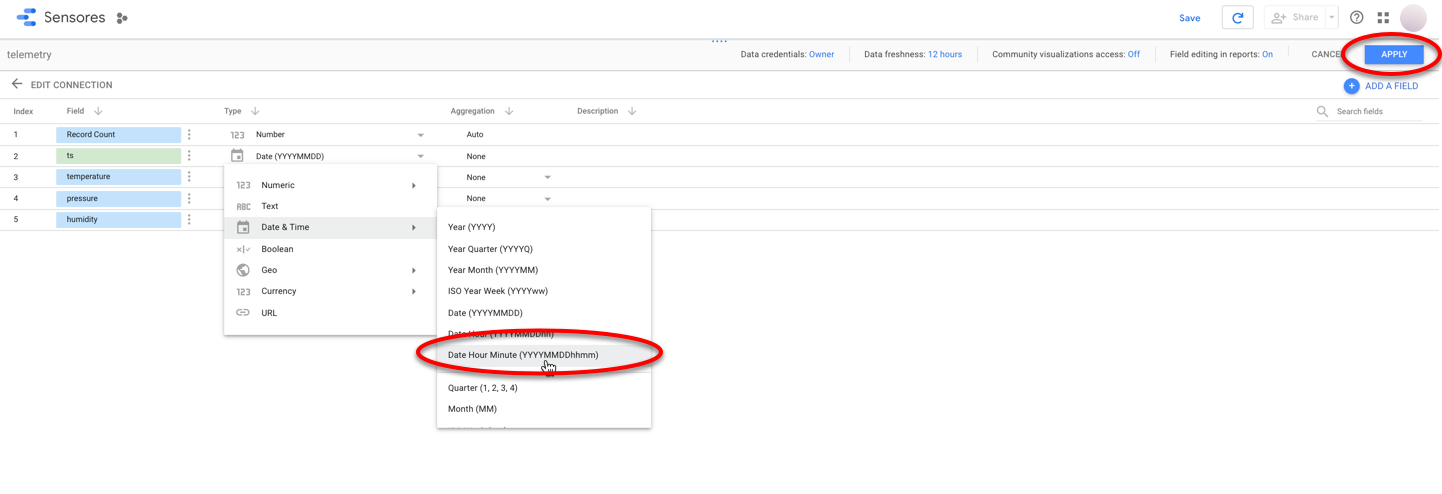 Sensores
Save
Share
telemetry
Data credentials: Owner
Data freshness: 12 hours
Community visualizations access: Off
Field editing in reports: On
CANCE
APPLY
EDIT CONNECTION
ADD A FIELD
Index Field Type Aggregation Description Search fields
1 Record Count 123 Number Auto
2 ts Date (YYYYMMDD) None
3 temperature None
4 pressure None
5 humidity
123 Numeric
ABC Text
Date & Time
Boolean
Geo
123 Currency
URL
Year (YYYY)
Year Quarter (YYYYQ)
Year Month (YYYYMM)
ISO Year Week (YYYYww)
Date (YYYYMMDD)
Date Hour (YYYYMMDDhh)
Date Hour Minute (YYYYMMDDhhmm)
Quarter (1, 2, 3, 4)
Month (MM)